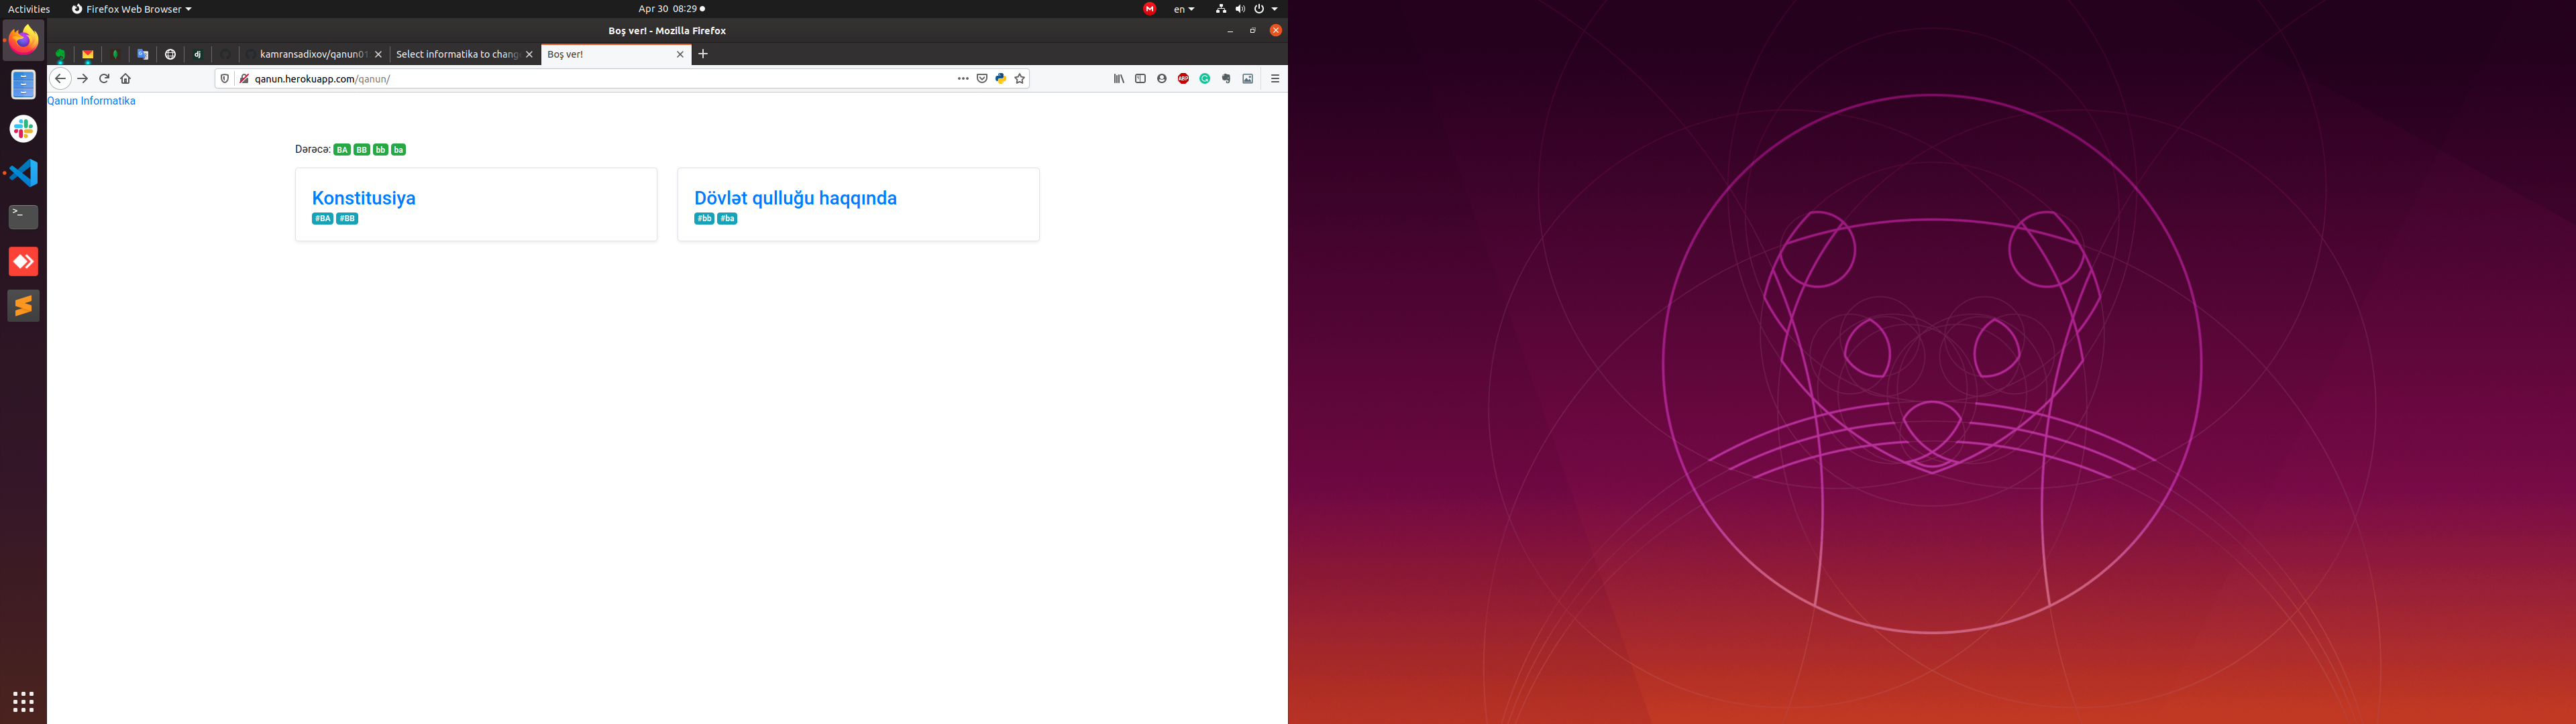 Activities Firefox Web Browser Apr 30 08:29 en
Boş ver! - Mozilla Firefox
kamransadixov/qanun01 Select informatika to chang Boş ver!
qanun.herokuapp.com/qanun/
Qanun Informatika
Dərəcə: BA BB bb ba
Konstitusiya
#BA #BB
Dövlət qulluğu haqqında
#bb #ba